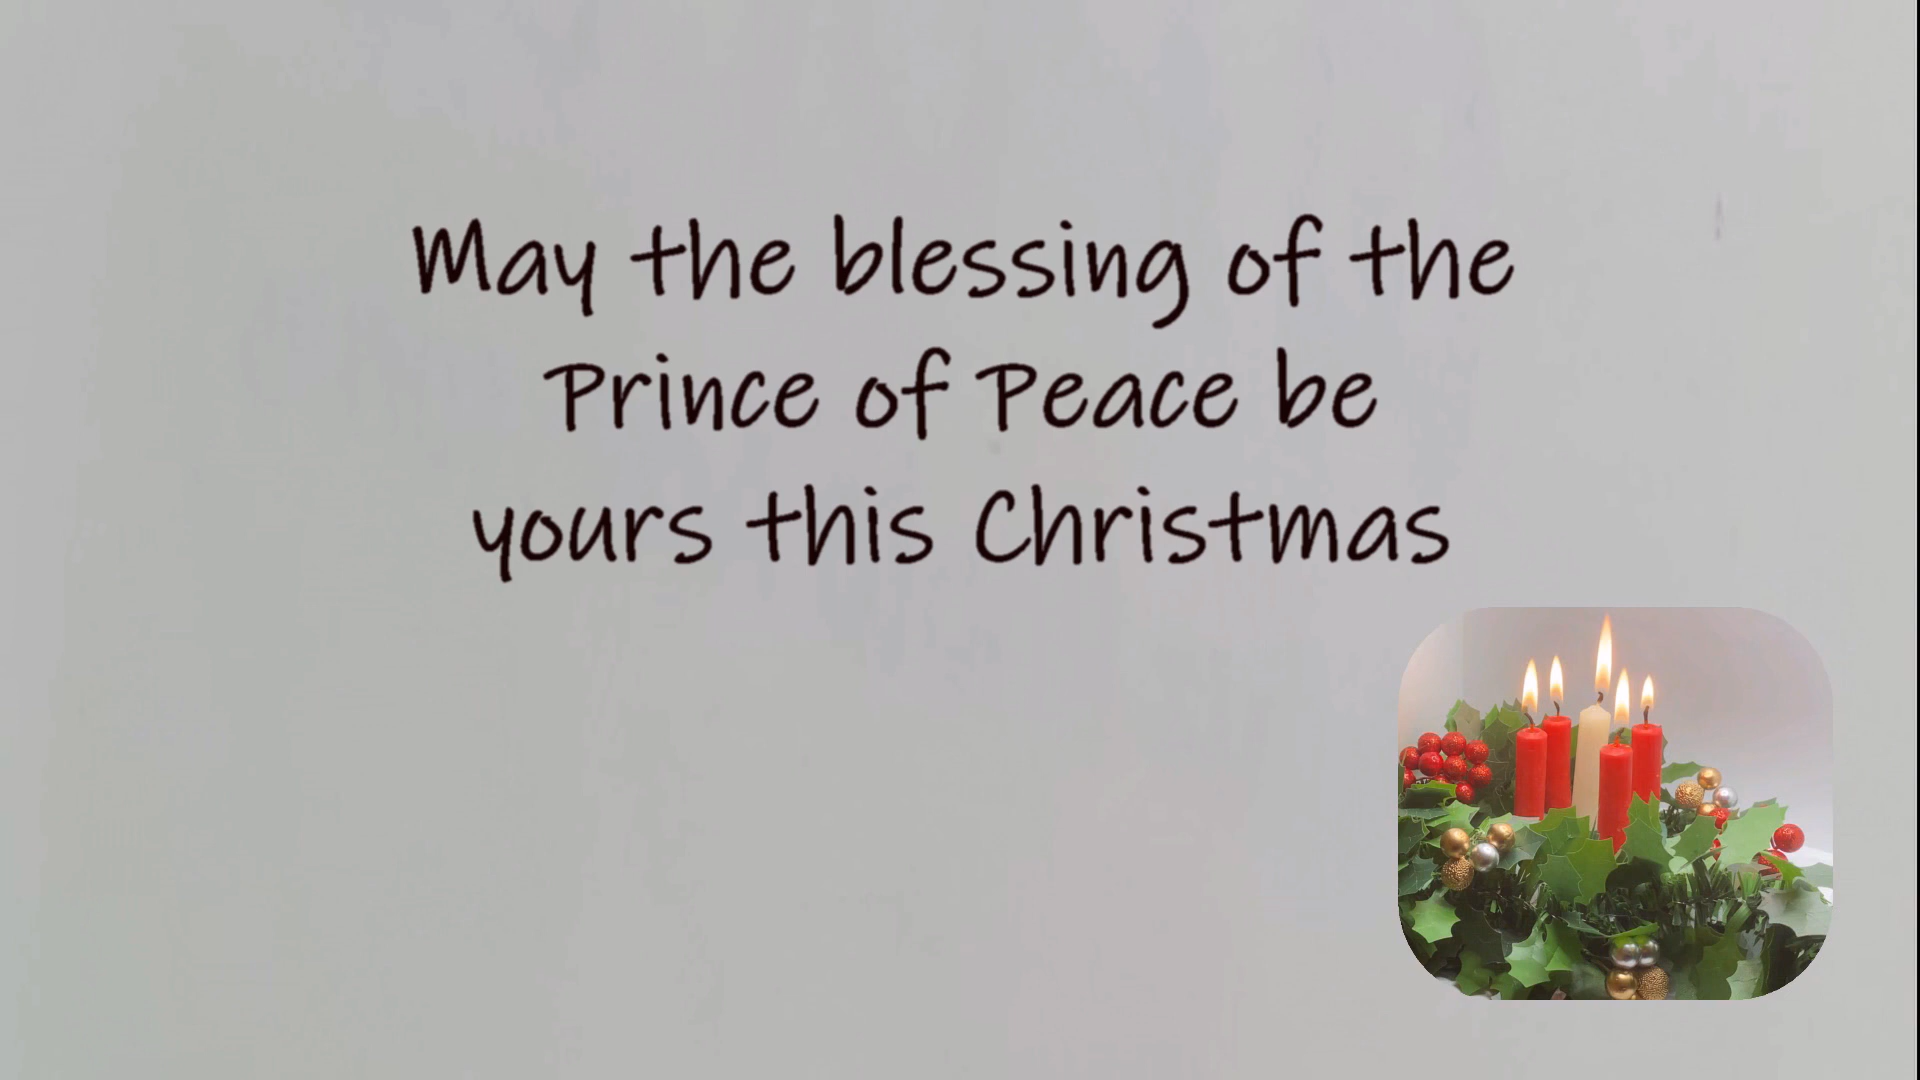 May the blessing of the
Prince of Peace be
yours this Christmas